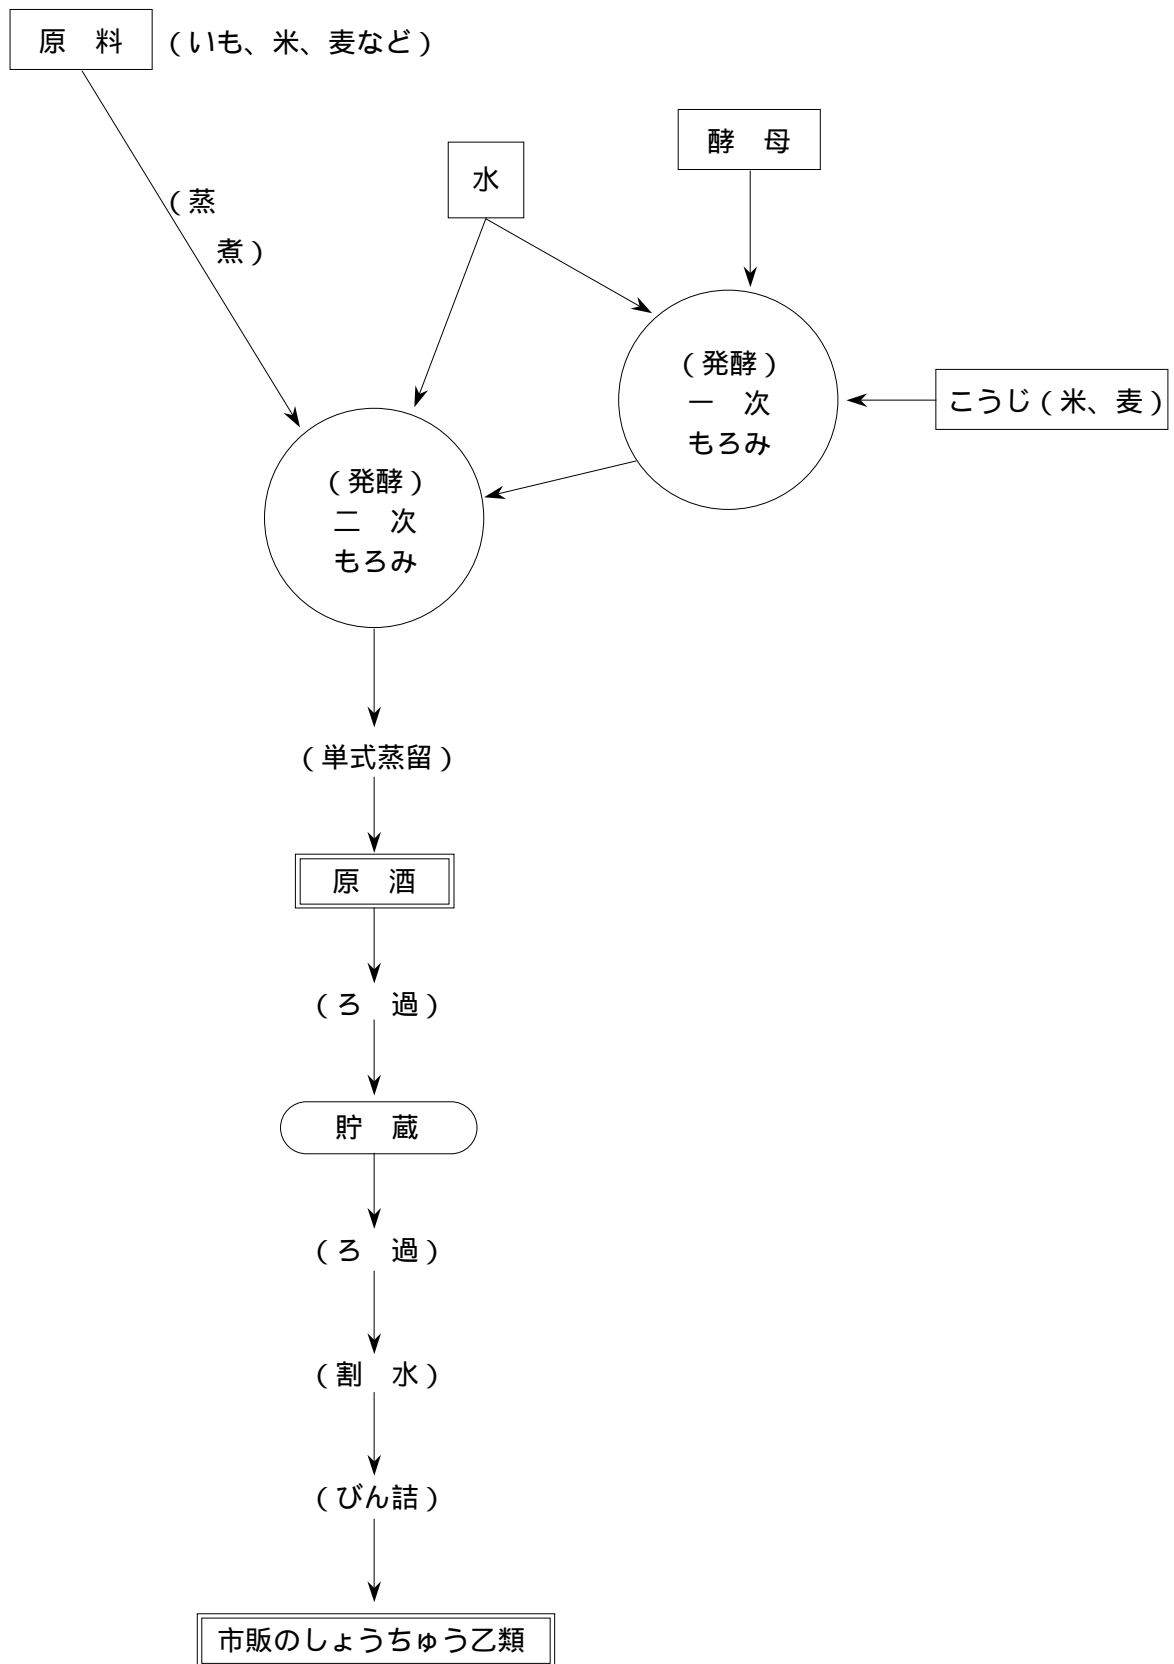 原　料 （いも、米、麦など）
酵　母
水
（蒸
煮）
（発酵）
一　次
もろみ
こうじ（米、麦）
（発酵）
二　次
もろみ
（単式蒸留）
原　酒
（ろ　過）
貯　蔵
（ろ　過）
（割　水）
（びん詰）
市販のしょうちゅう乙類